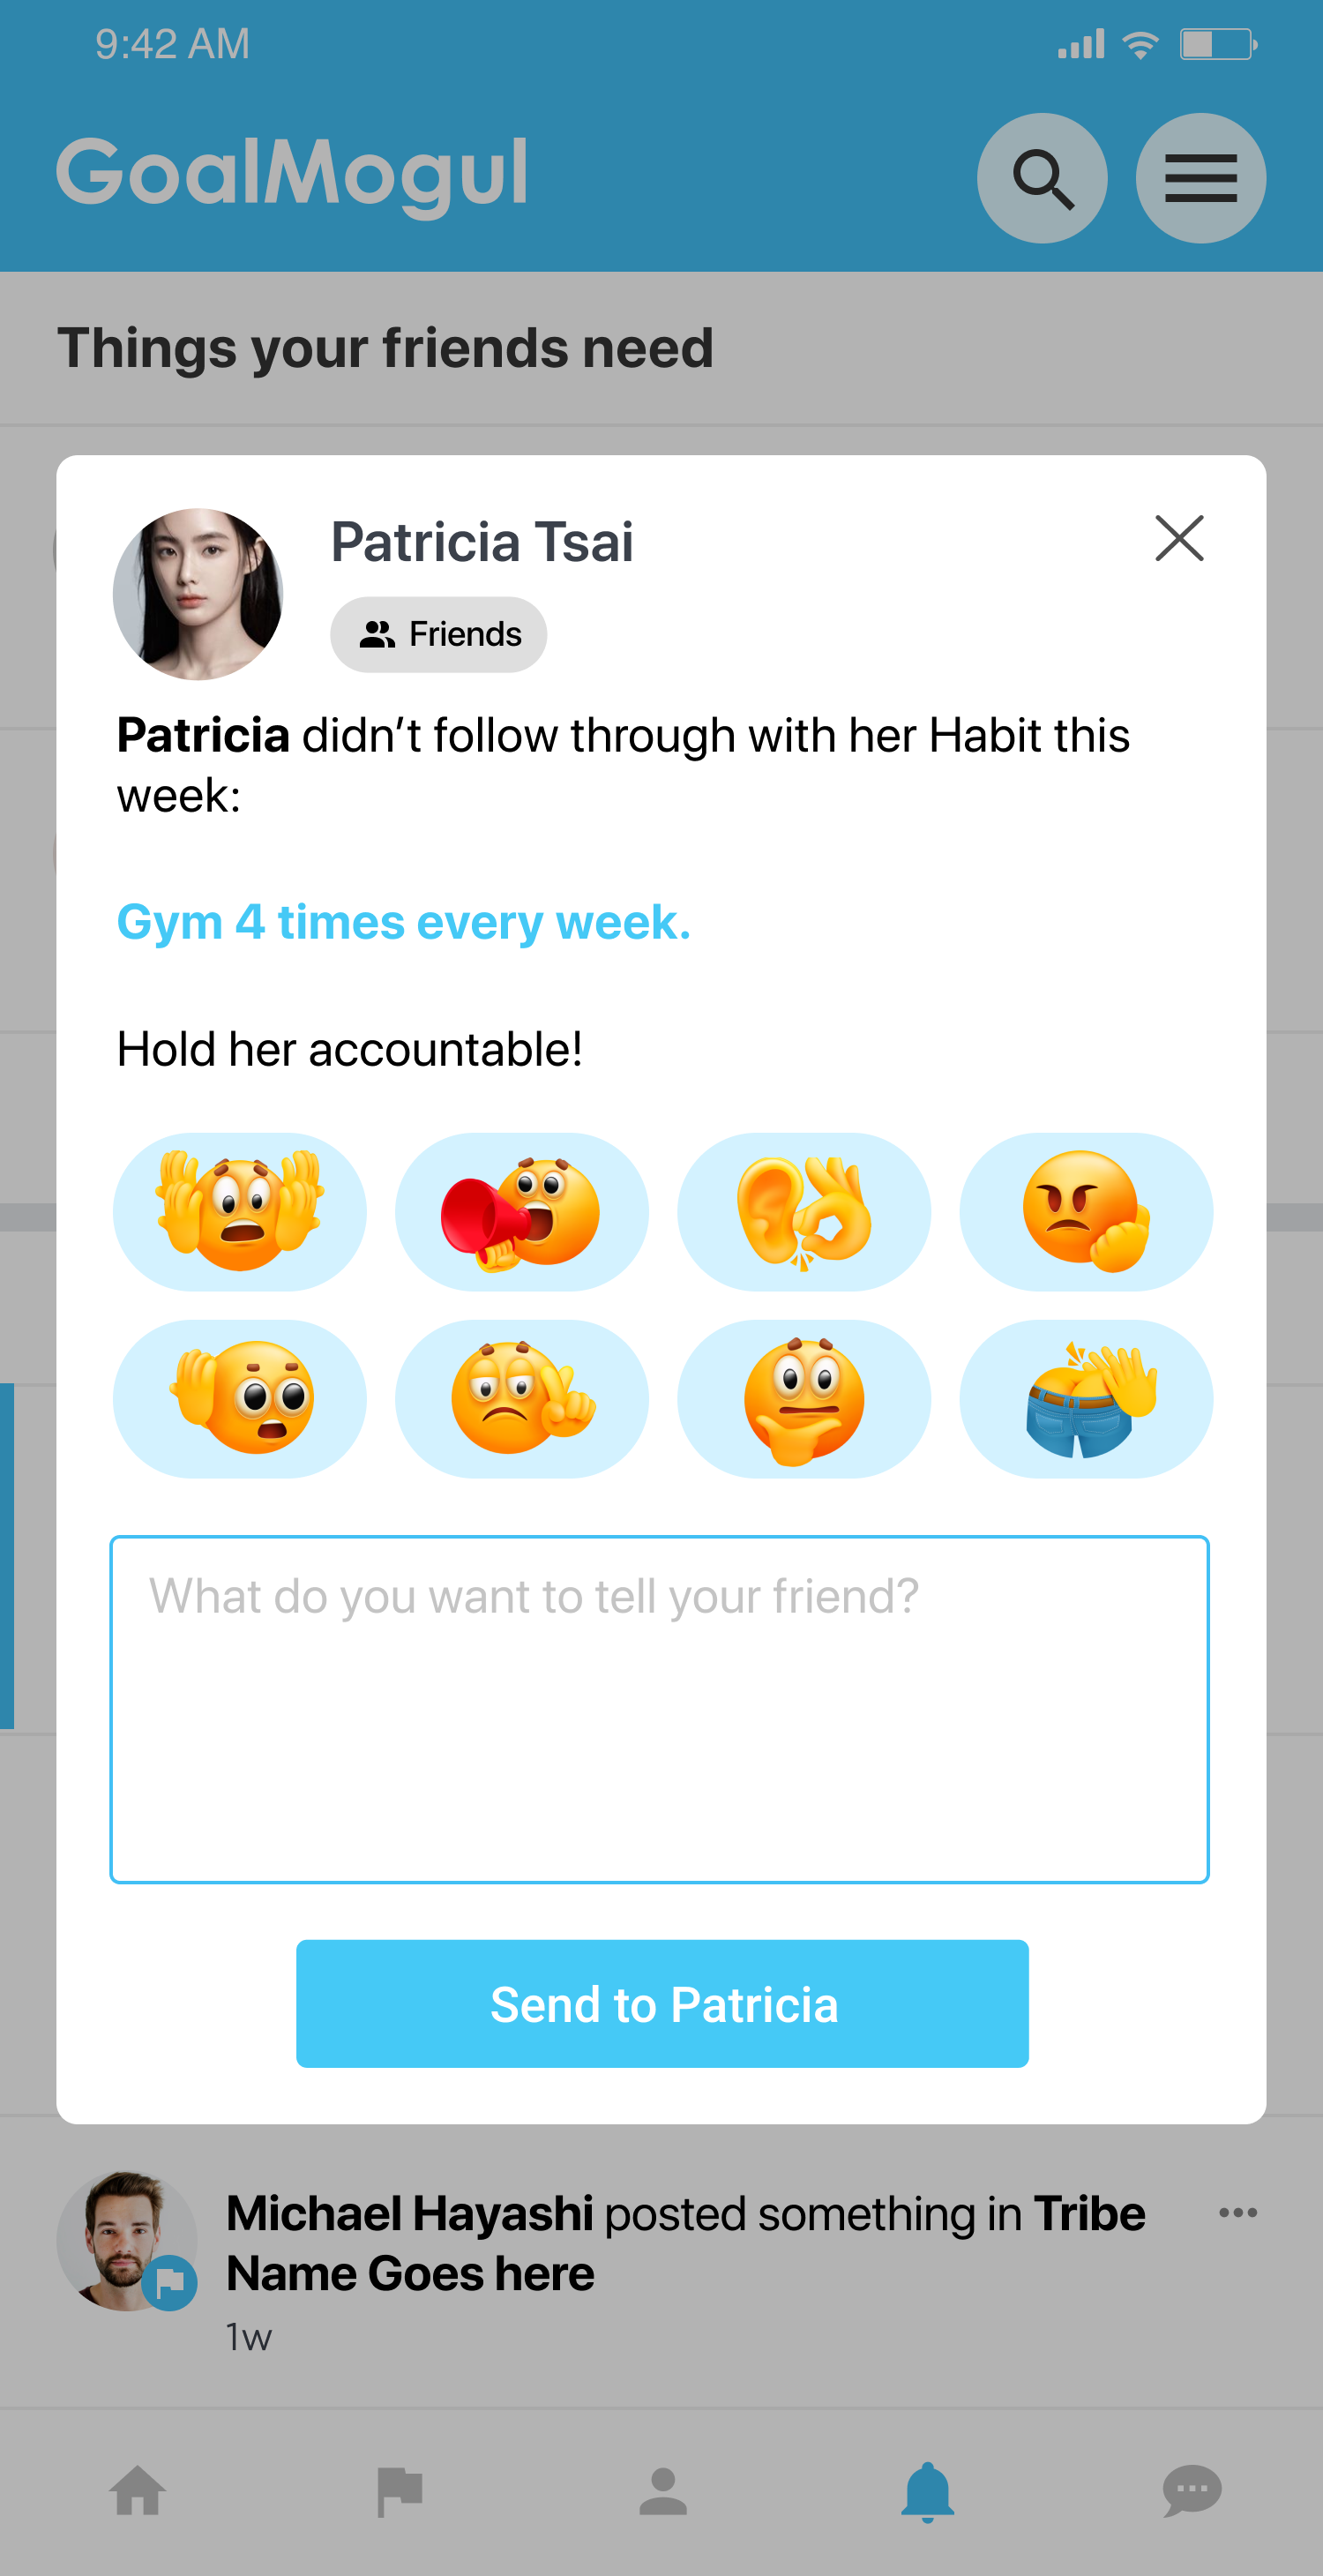 9:42 AM
GoalMogul
Things your friends need
Patricia Tsai
Friends
Patricia didn’t follow through with her Habit this
week:
Gym 4 times every week.
Hold her accountable!
What do you want to tell your friend?
Send to Patricia
Michael Hayashi posted something in Tribe
Name Goes here
1w